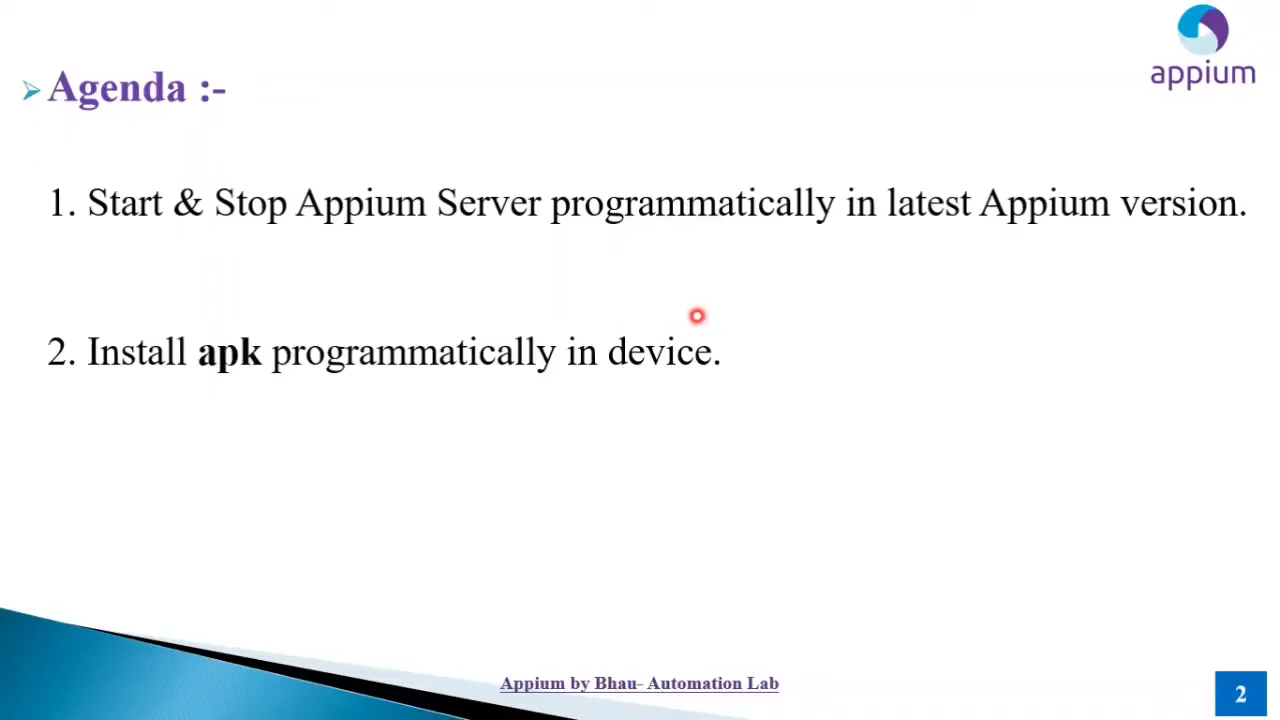 appium
Agenda :-
1. Start & Stop Appium Server programmatically in latest Appium version.
2. Install apk programmatically in device.
Appium by Bhau- Automation Lab
2